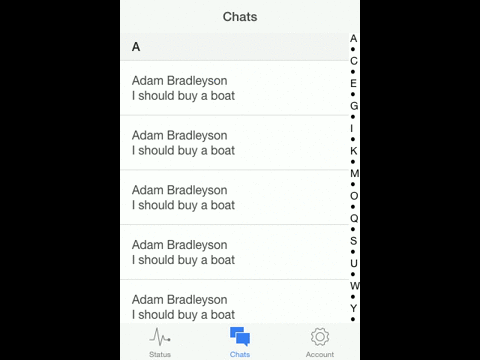 Chats
A
Adam Bradleyson
I should buy a boat
Adam Bradleyson
I should buy a boat
Adam Bradleyson
I should buy a boat
Adam Bradleyson
I should buy a boat
Adam Bradleyson
I should buy a boat
A
•
C
•
E
•
G
•
I
•
K
•
M
•
O
•
Q
•
S
•
U
•
W
•
Y
•
Status
Chats
Account